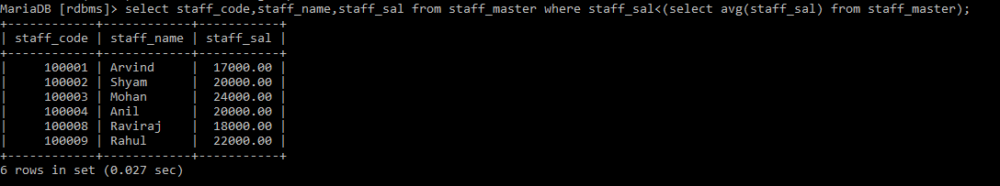 MariaDB [rdbms]> select staff_code,staff_name,staff_sal from staff_master where staff_sal<(select avg(staff_sal) from staff_master);
+------------+------------+-----------+
| staff_code | staff_name | staff_sal |
+------------+------------+-----------+
|     100001 | Arvind     |  17000.00 |
|     100002 | Shyam      |  20000.00 |
|     100003 | Mohan      |  24000.00 |
|     100004 | Anil       |  20000.00 |
|     100008 | Raviraj    |  18000.00 |
|     100009 | Rahul      |  22000.00 |
+------------+------------+-----------+
6 rows in set (0.027 sec)